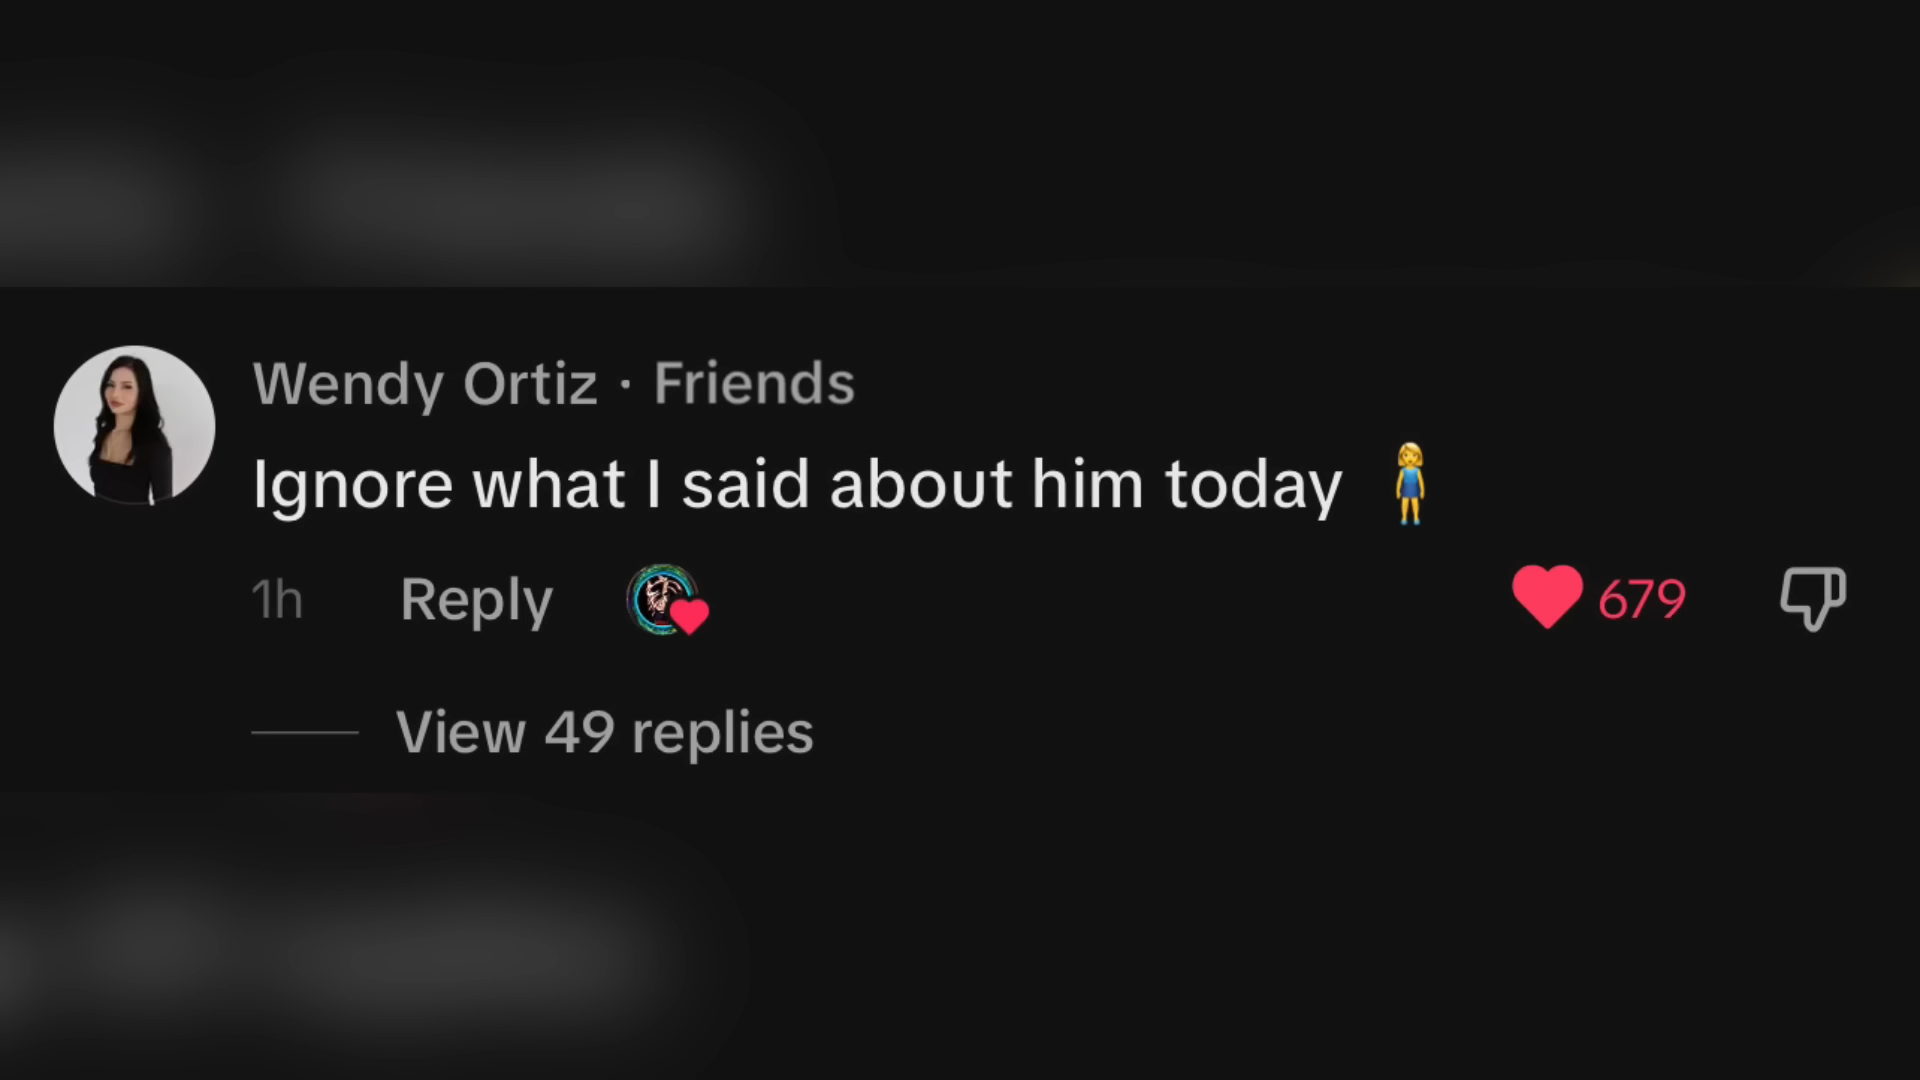 Wendy Ortiz · Friends
Ignore what I said about him today 🧍‍♀️
1h Reply 679
View 49 replies